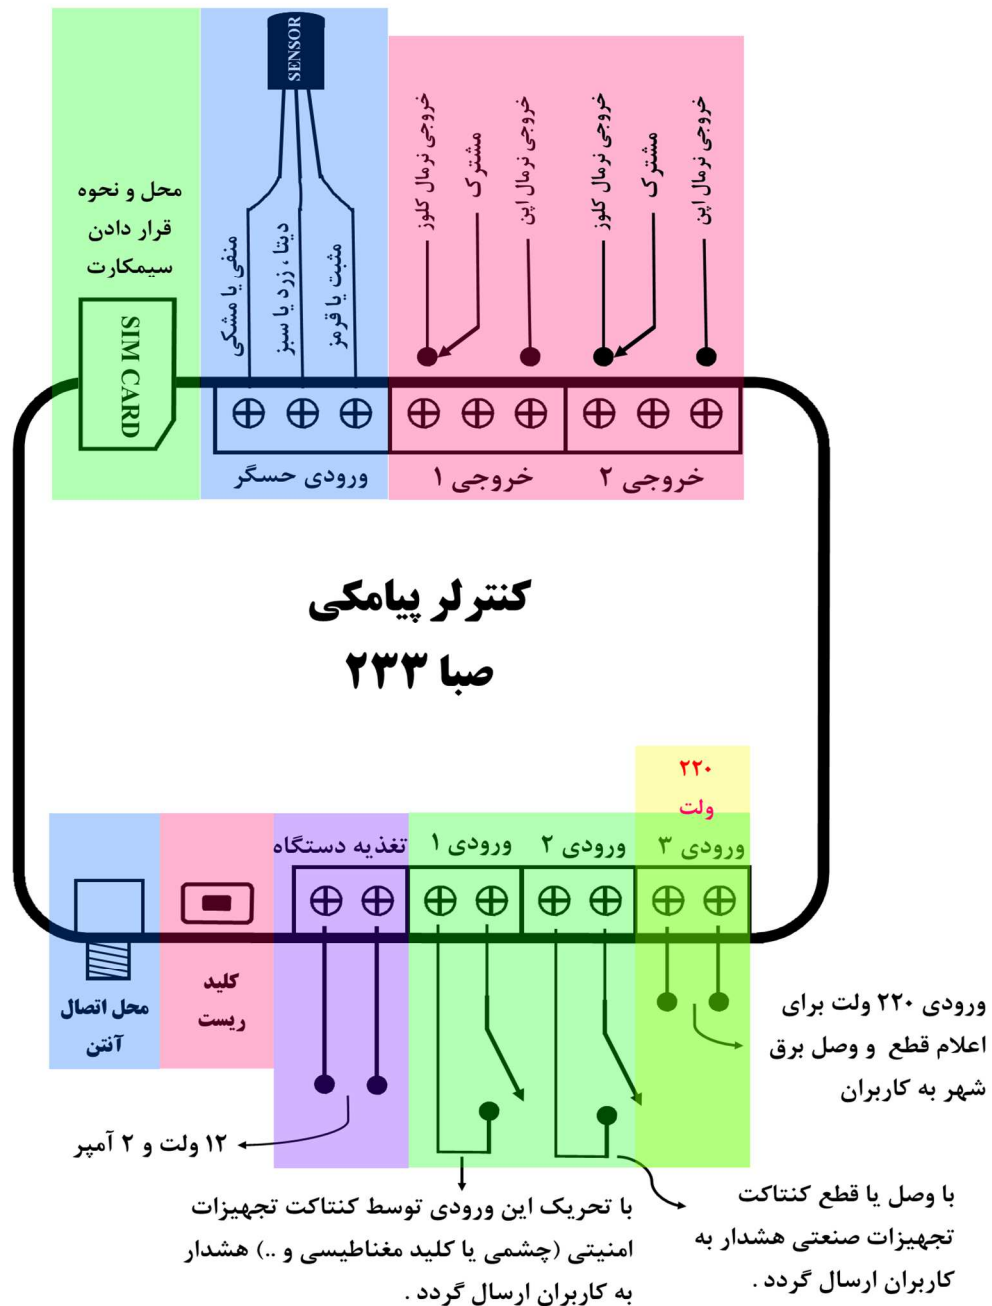 SENSOR
محل و نحوه
قرار دادن
سیمکارت
SIM CARD
منفی یا مشکی
دیتا ، زرد یا سبز
مثبت یا قرمز
خروجی نرمال کلوز
مشترک
خروجی نرمال اپن
خروجی نرمال کلوز
مشترک
خروجی نرمال اپن
ورودی حسگر
خروجی ۱
خروجی ۲
کنترلر پیامکی
صبا ۲۳۳
۲۲۰
ولت
تغذیه دستگاه
ورودی ۱
ورودی ۲
ورودی ۳
محل اتصال
آنتن
کلید
ریست
۱۲ ولت و ۲ آمپر
ورودی ۲۲۰ ولت برای
اعلام قطع و وصل برق
شهر به کاربران
با تحریک این ورودی توسط کنتاکت تجهیزات
امنیتی (چشمی یا کلید مغناطیسی و ..) هشدار
به کاربران ارسال گردد .
با وصل یا قطع کنتاکت
تجهیزات صنعتی هشدار به
کاربران ارسال گردد .